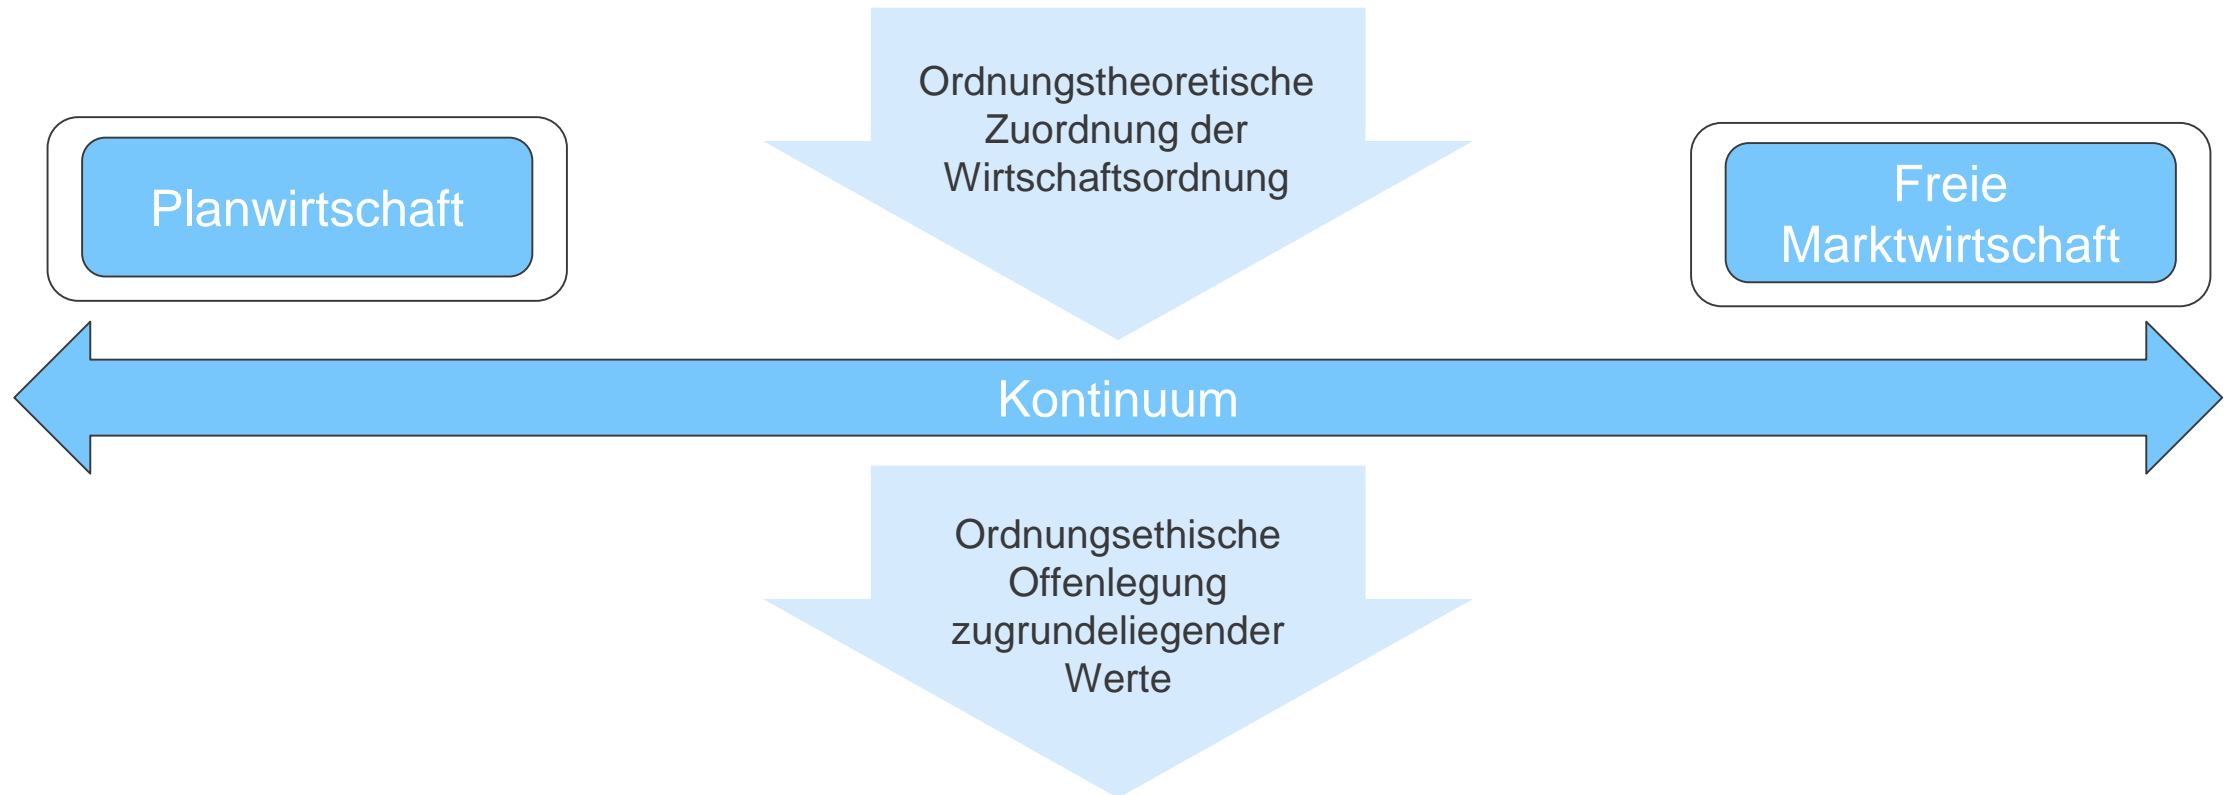 Ordnungstheoretische
Zuordnung der
Wirtschaftsordnung
Planwirtschaft
Freie
Marktwirtschaft
Kontinuum
Ordnungsethische
Offenlegung
zugrundeliegender
Werte